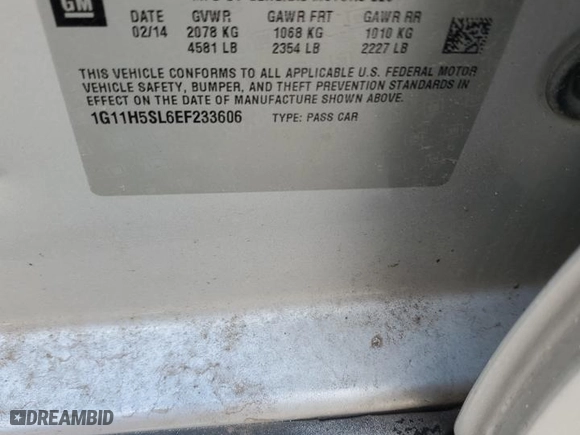 GM
DATE GVWR GAWR FRT GAWR RR
02/14 2078 KG 1068 KG 1010 KG
4581 LB 2354 LB 2227 LB
THIS VEHICLE CONFORMS TO ALL APPLICABLE U.S. FEDERAL MOTOR
VEHICLE SAFETY, BUMPER, AND THEFT PREVENTION STANDARDS IN
EFFECT ON THE DATE OF MANUFACTURE SHOWN ABOVE.
1G11H5SL6EF233606 TYPE: PASS CAR
DREAMBID